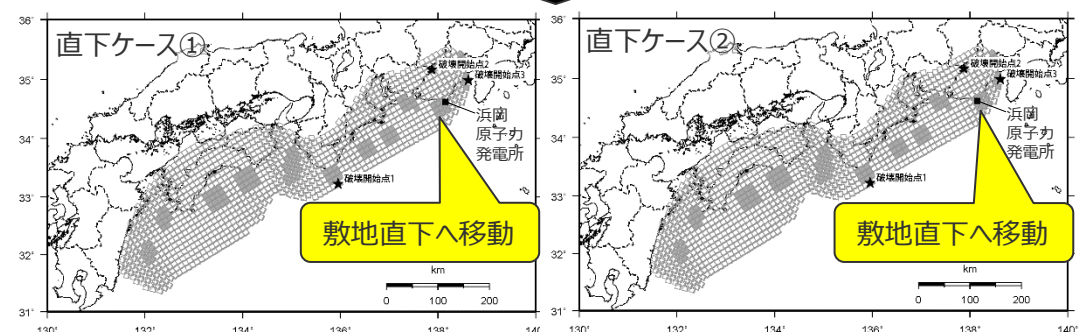 直下ケース①
直下ケース②
36°
35°
34°
33°
32°
31°
130°
132°
134°
136°
138°
破壊開始点2
破壊開始点3
破壊開始点1
浜岡
原子力
発電所
敷地直下へ移動
km
0 100 200
36°
35°
34°
33°
32°
31°
130°
132°
134°
136°
138°
140°
破壊開始点2
破壊開始点3
破壊開始点1
浜岡
原子力
発電所
敷地直下へ移動
km
0 100 200